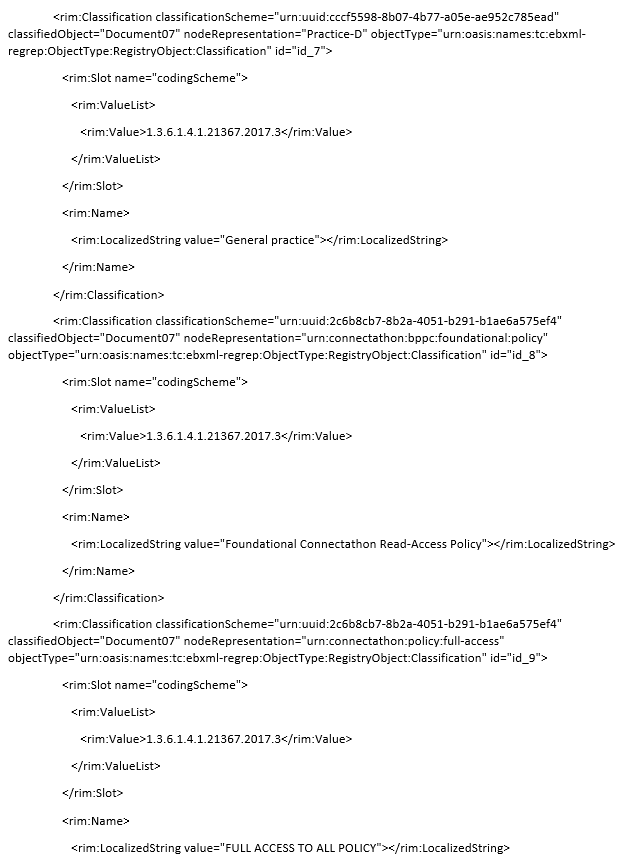 <rim:Classification classificationScheme="urn:uuid:cccf5598-8b07-4b77-a05e-ae952c785ead"
classifiedObject="Document07" nodeRepresentation="Practice-D" objectType="urn:oasis:names:tc:ebxml-
regrep:ObjectType:RegistryObject:Classification" id="id_7">
<rim:Slot name="codingScheme">
<rim:ValueList>
<rim:Value>1.3.6.1.4.1.21367.2017.3</rim:Value>
</rim:ValueList>
</rim:Slot>
<rim:Name>
<rim:LocalizedString value="General practice"></rim:LocalizedString>
</rim:Name>
</rim:Classification>
<rim:Classification classificationScheme="urn:uuid:2c6b8cb7-8b2a-4051-b291-b1ae6a575ef4"
classifiedObject="Document07" nodeRepresentation="urn:connectathon:bppc:foundational:policy"
objectType="urn:oasis:names:tc:ebxml-regrep:ObjectType:RegistryObject:Classification" id="id_8">
<rim:Slot name="codingScheme">
<rim:ValueList>
<rim:Value>1.3.6.1.4.1.21367.2017.3</rim:Value>
</rim:ValueList>
</rim:Slot>
<rim:Name>
<rim:LocalizedString value="Foundational Connectathon Read-Access Policy"></rim:LocalizedString>
</rim:Name>
</rim:Classification>
<rim:Classification classificationScheme="urn:uuid:2c6b8cb7-8b2a-4051-b291-b1ae6a575ef4"
classifiedObject="Document07" nodeRepresentation="urn:connectathon:policy:full-access"
objectType="urn:oasis:names:tc:ebxml-regrep:ObjectType:RegistryObject:Classification" id="id_9">
<rim:Slot name="codingScheme">
<rim:ValueList>
<rim:Value>1.3.6.1.4.1.21367.2017.3</rim:Value>
</rim:ValueList>
</rim:Slot>
<rim:Name>
<rim:LocalizedString value="FULL ACCESS TO ALL POLICY"></rim:LocalizedString>